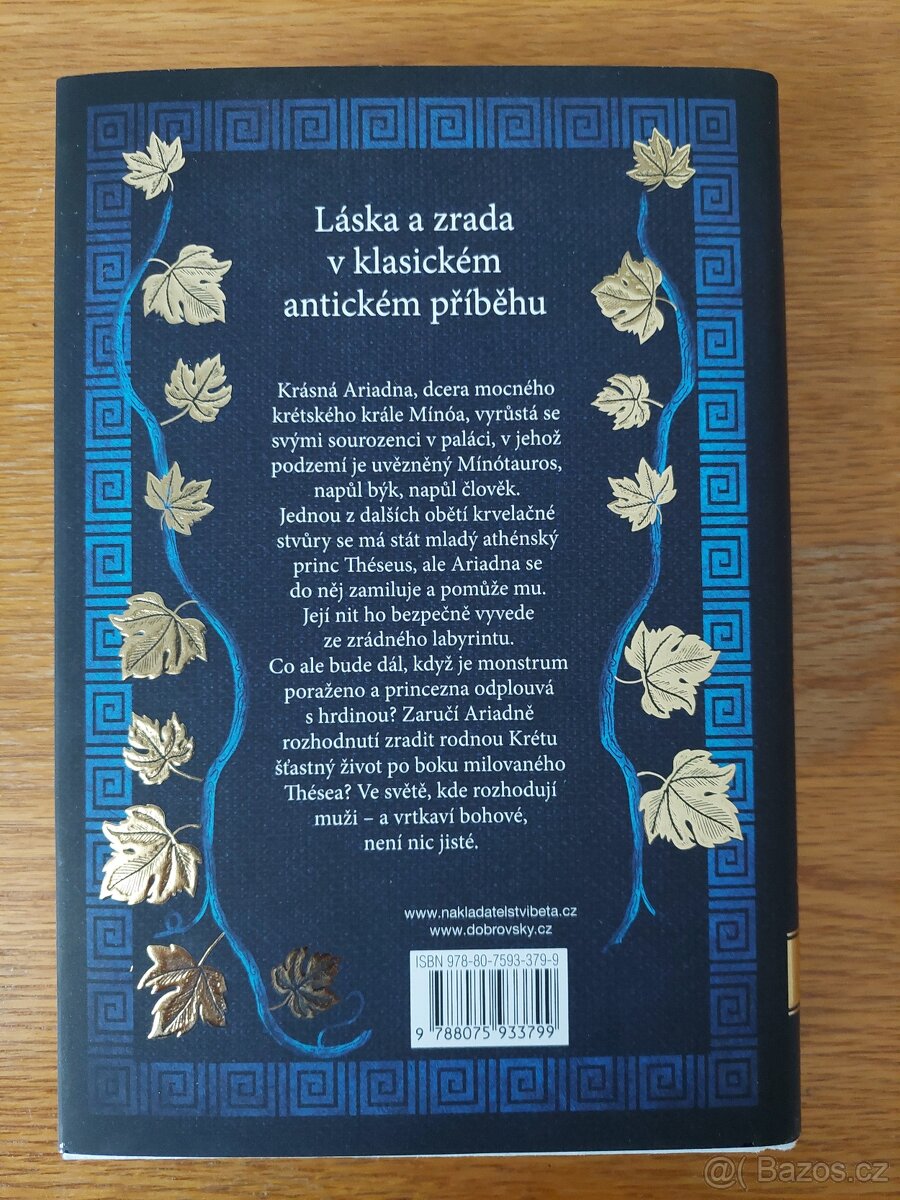 Láska a zrada
v klasickém
antickém příběhu
Krásná Ariadna, dcera mocného
krétského krále Mínóa, vyrůstá se
svými sourozenci v paláci, v jehož
podzemí je uvězněný Mínótauros,
napůl býk, napůl člověk.
Jednou z dalších obětí krvelačné
stvůry se má stát mladý athénský
princ Théseus, ale Ariadna se
do něj zamiluje a pomůže mu.
Její nit ho bezpečně vyvede
ze zrádného labyrintu.
Co ale bude dál, když je monstrum
poraženo a princezna odplouvá
s hrdinou? Zaručí Ariadně
rozhodnutí zradit rodnou Krétu
šťastný život po boku milovaného
Thésea? Ve světě, kde rozhodují
muži – a vrtkaví bohové,
není nic jisté.
www.nakladatelstvibeta.cz
www.dobrovsky.cz
ISBN 978-80-7593-379-9
9 788075 933799
@( Bazos.cz